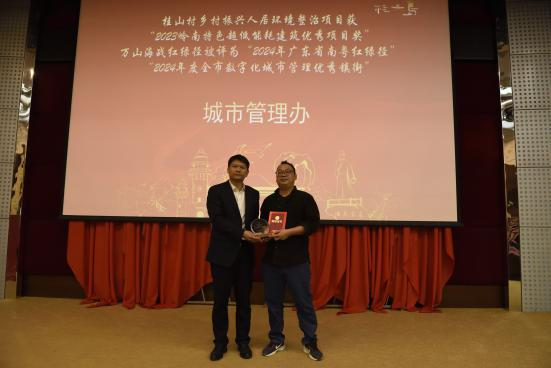 桂山村乡村振兴人居环境整治项目获
“2023岭南特色超低能耗建筑优秀项目奖”
万山海战红绿径被评为“2024年广东省南粤红绿径”
“2024年度全市数字化城市管理优秀镇街”
城市管理办